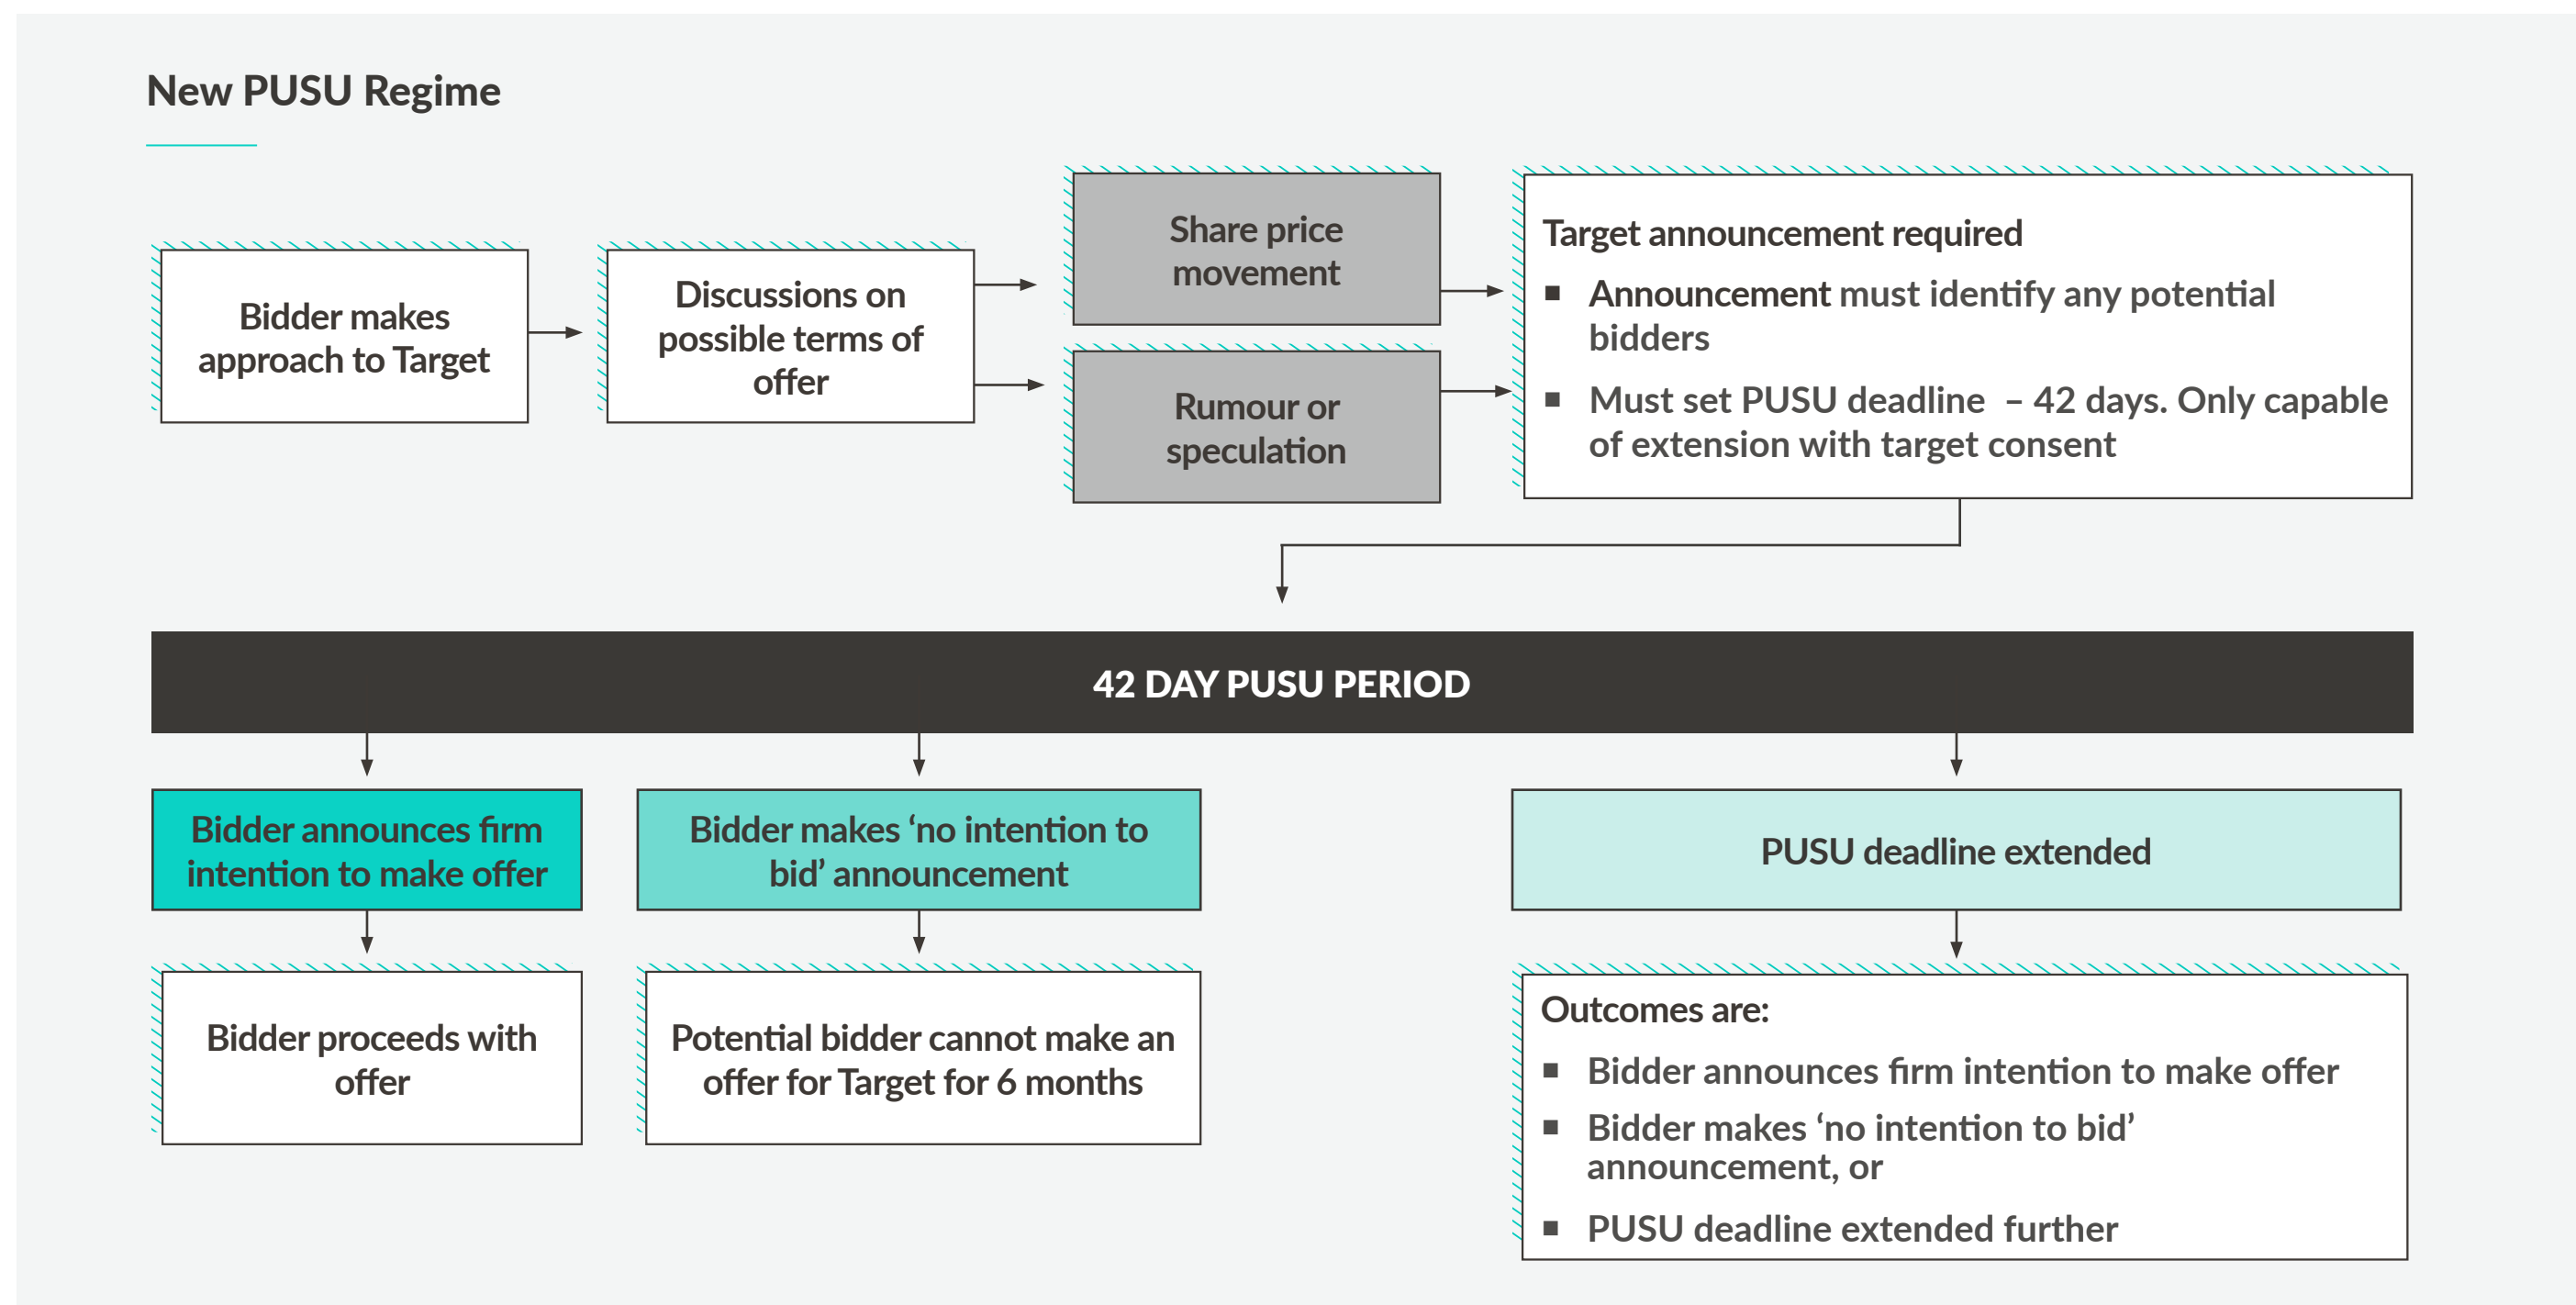 New PUSU Regime
Bidder makes
approach to Target
Discussions on
possible terms of
offer
Share price
movement
Rumour or
speculation
Target announcement required
▪ Announcement must identify any potential
bidders
▪ Must set PUSU deadline – 42 days. Only capable
of extension with target consent
42 DAY PUSU PERIOD
Bidder announces firm
intention to make offer
Bidder makes ‘no intention to
bid’ announcement
PUSU deadline extended
Bidder proceeds with
offer
Potential bidder cannot make an
offer for Target for 6 months
Outcomes are:
▪ Bidder announces firm intention to make offer
▪ Bidder makes ‘no intention to bid’
announcement, or
▪ PUSU deadline extended further